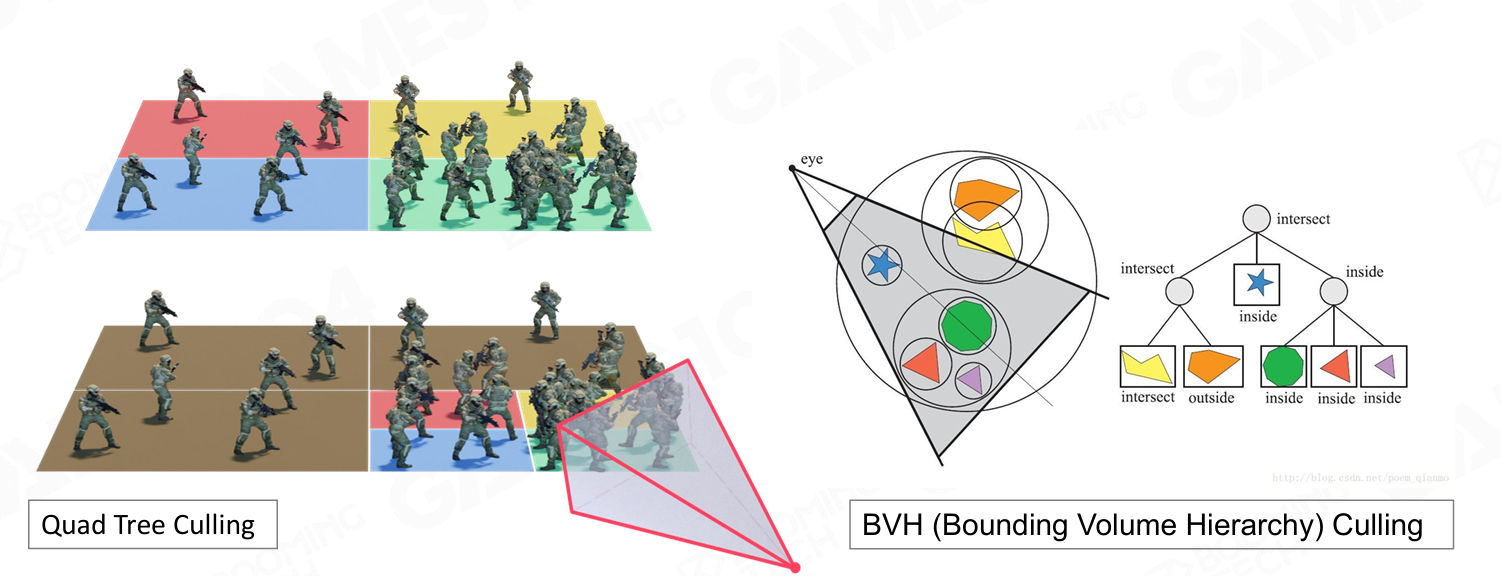 eye
intersect
intersect
inside
inside
intersect
outside
inside
inside
inside
http://blog.csdn.net/poem_qianmo
Quad Tree Culling
BVH (Bounding Volume Hierarchy) Culling